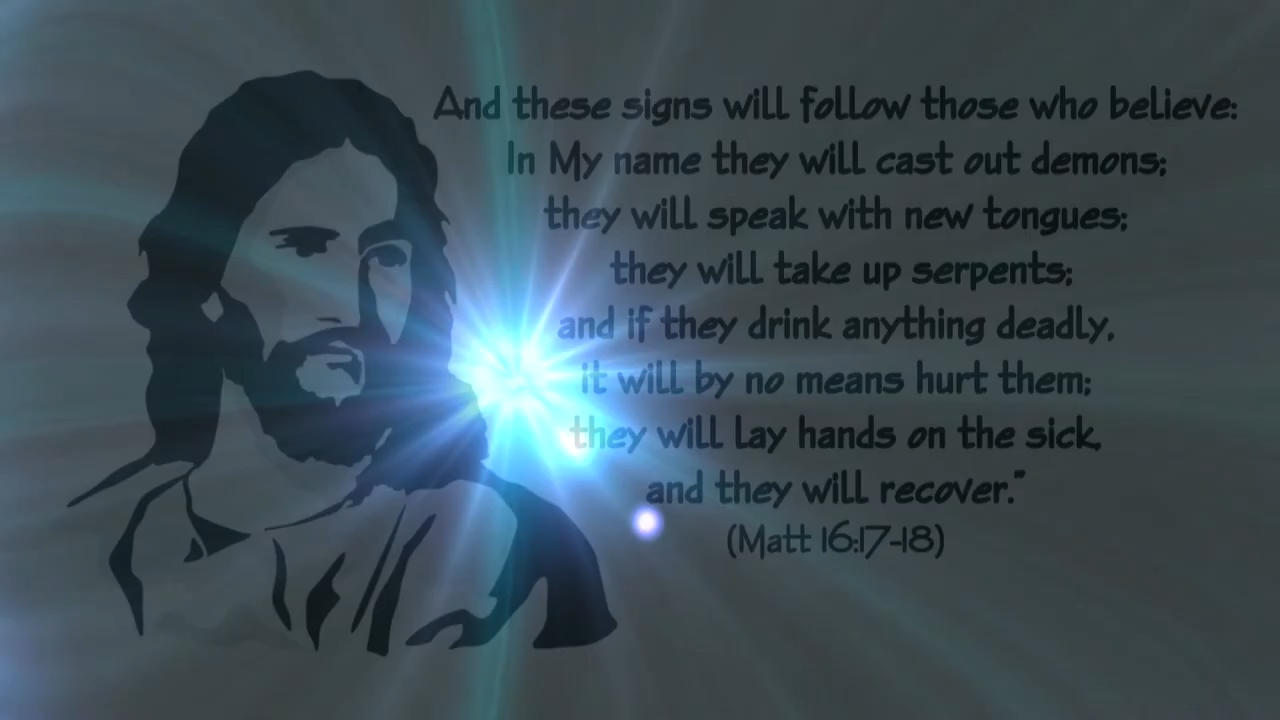 And these signs will follow those who believe:
In My name they will cast out demons;
they will speak with new tongues;
they will take up serpents;
and if they drink anything deadly,
it will by no means hurt them;
they will lay hands on the sick,
and they will recover."
(Matt 16:17-18)